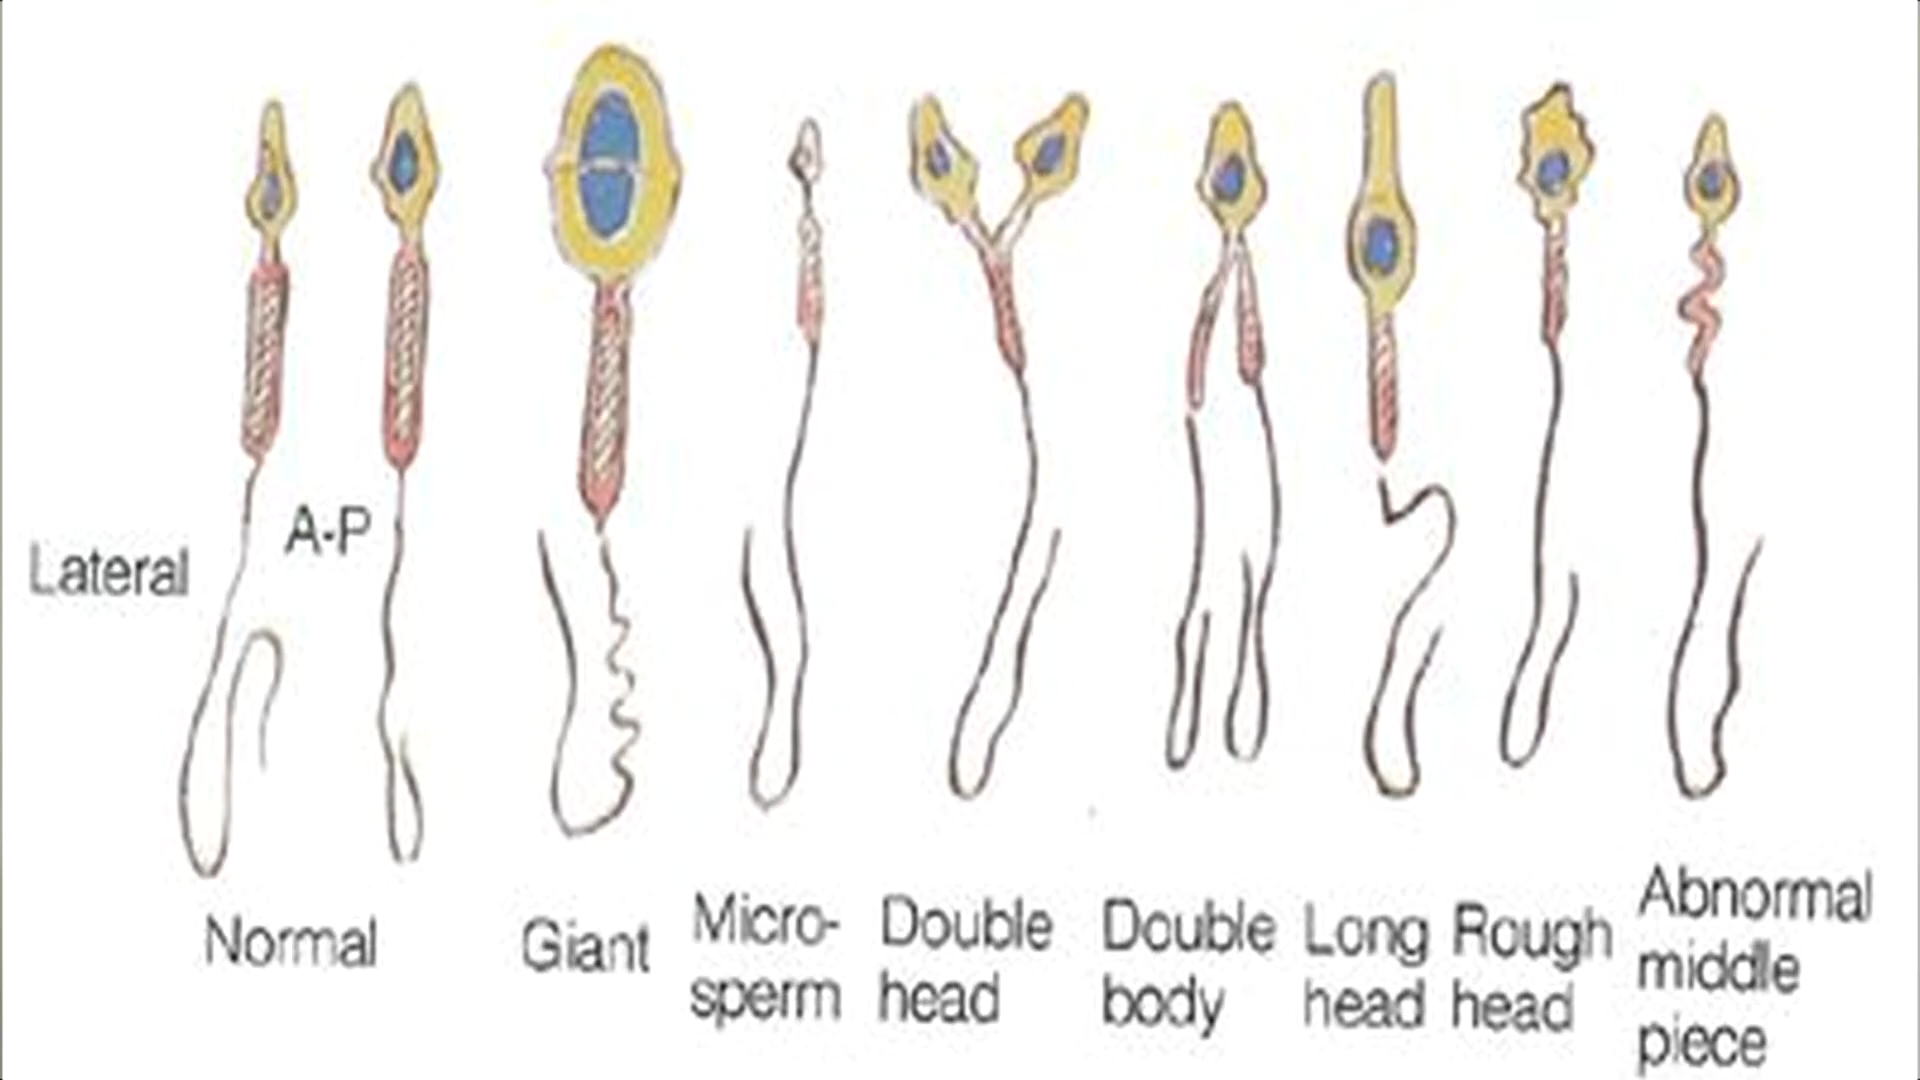 Lateral
A-P
Normal
Giant
Micro-
sperm
Double
head
Double
body
Long
head
Rough
head
Abnormal
middle
piece